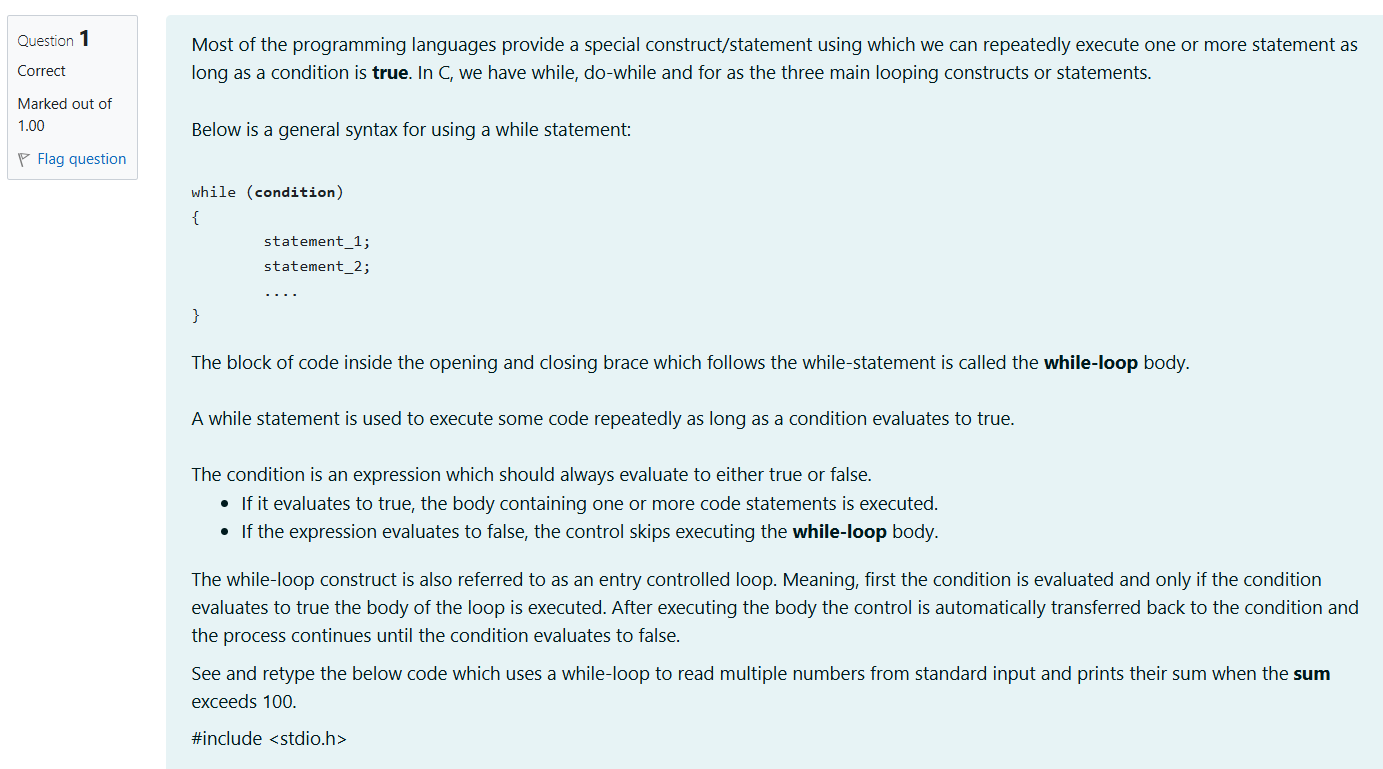 Question 1
Correct
Marked out of
1.00
Flag question
Most of the programming languages provide a special construct/statement using which we can repeatedly execute one or more statement as
long as a condition is true. In C, we have while, do-while and for as the three main looping constructs or statements.
Below is a general syntax for using a while statement:
while (condition)
{
statement_1;
statement_2;
....
}
The block of code inside the opening and closing brace which follows the while-statement is called the while-loop body.
A while statement is used to execute some code repeatedly as long as a condition evaluates to true.
The condition is an expression which should always evaluate to either true or false.
• If it evaluates to true, the body containing one or more code statements is executed.
• If the expression evaluates to false, the control skips executing the while-loop body.
The while-loop construct is also referred to as an entry controlled loop. Meaning, first the condition is evaluated and only if the condition
evaluates to true the body of the loop is executed. After executing the body the control is automatically transferred back to the condition and
the process continues until the condition evaluates to false.
See and retype the below code which uses a while-loop to read multiple numbers from standard input and prints their sum when the sum
exceeds 100.
#include <stdio.h>